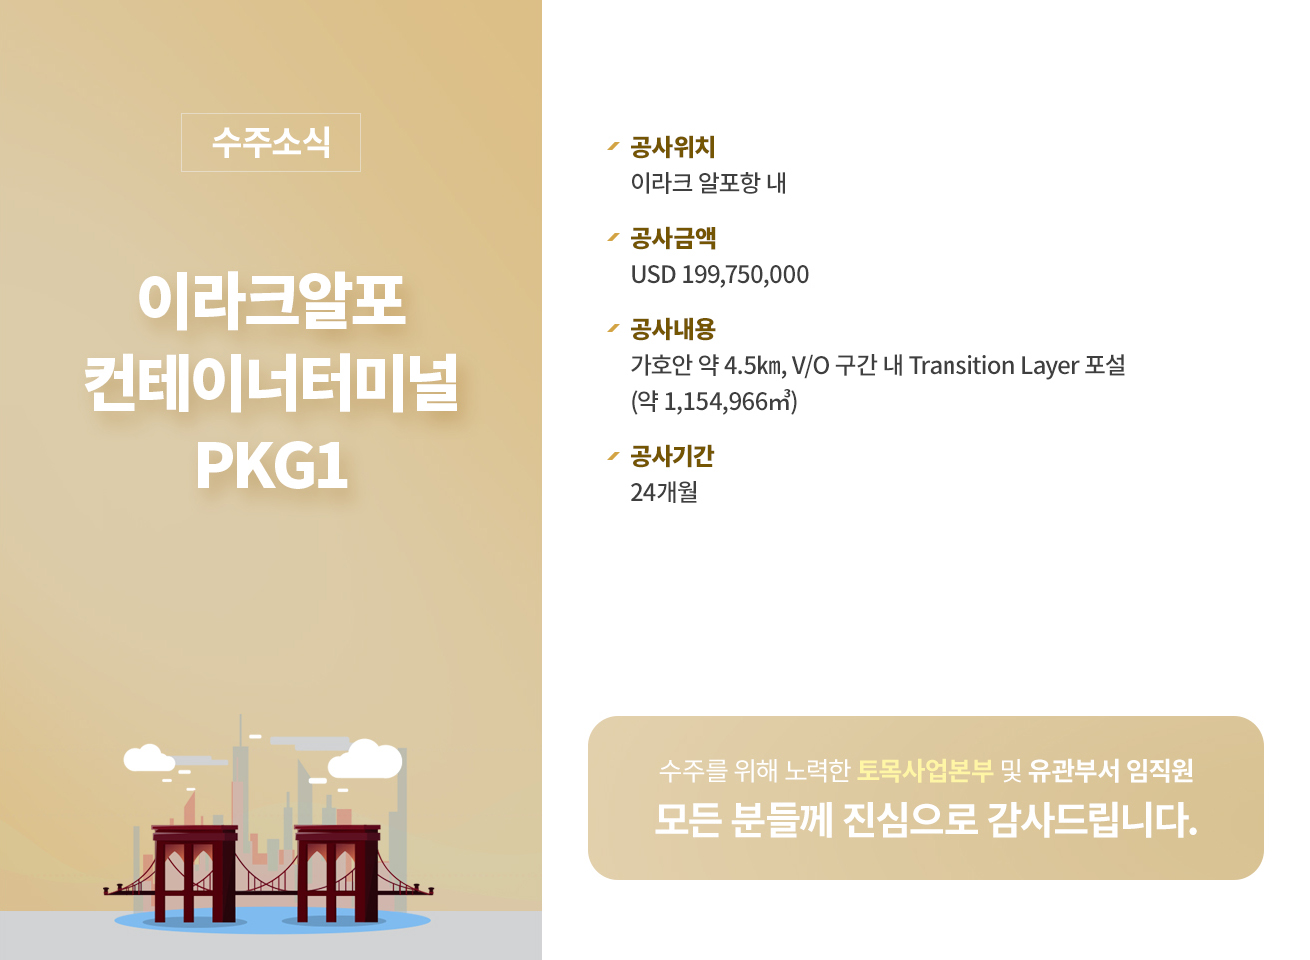 수주소식
이라크알포
컨테이너터미널
PKG1
공사위치
이라크 알포항 내
공사금액
USD 199,750,000
공사내용
가호안 약 4.5㎞, V/O 구간 내 Transition Layer 포설
(약 1,154,966㎥)
공사기간
24개월
수주를 위해 노력한 토목사업본부 및 유관부서 임직원
모든 분들께 진심으로 감사드립니다.